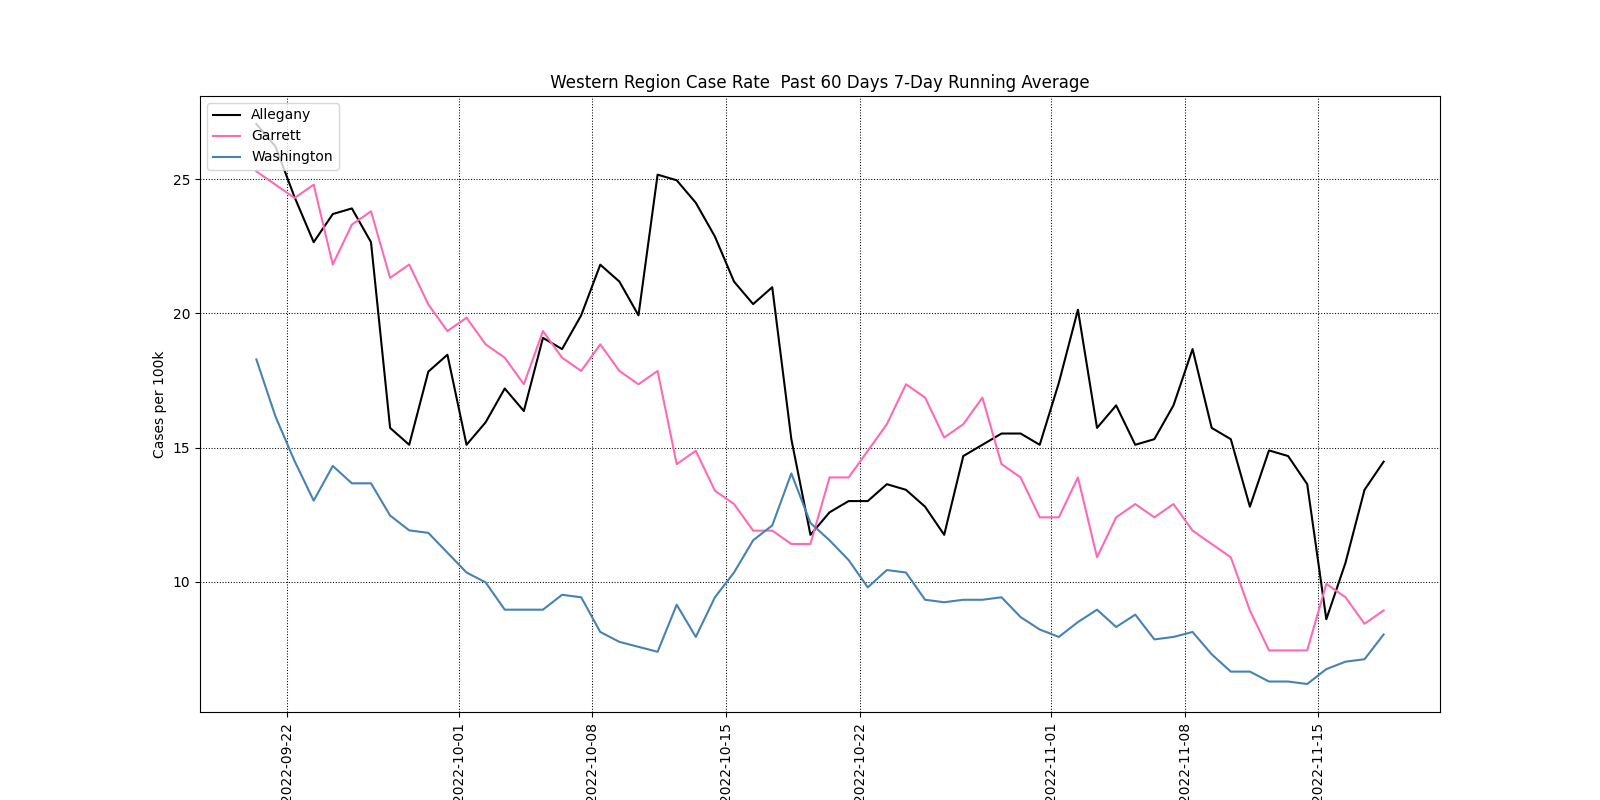 Western Region Case Rate  Past 60 Days 7-Day Running Average
Allegany
Garrett
Washington
Cases per 100k
25
20
15
10
2022-09-22
2022-10-01
2022-10-08
2022-10-15
2022-10-22
2022-11-01
2022-11-08
2022-11-15